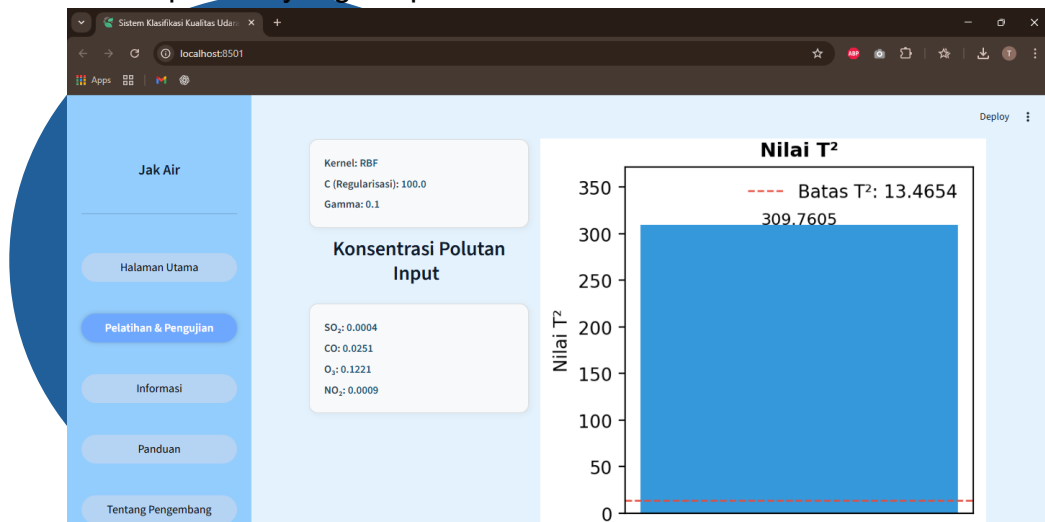 Sistem Klasifikasi Kualitas Udar
localhost:8501
ABP
T
Apps
Deploy
Jak Air
Halaman Utama
Pelatihan & Pengujian
Informasi
Panduan
Tentang Pengembang
Kernel: RBF
C (Regularisasi): 100.0
Gamma: 0.1
Konsentrasi Polutan
Input
SO₂: 0.0004
CO: 0.0251
O₃: 0.1221
NO₂: 0.0009
Nilai T²
Batas T²: 13.4654
309.7605
Nilai T²
350
300
250
200
150
100
50
0